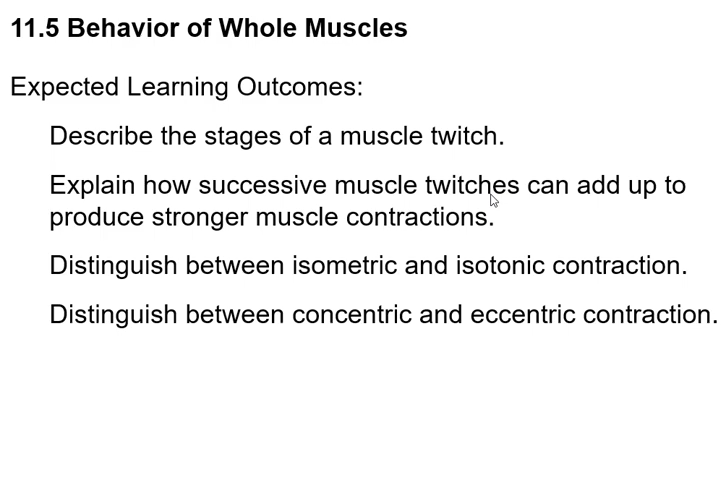 11.5 Behavior of Whole Muscles
Expected Learning Outcomes:
Describe the stages of a muscle twitch.
Explain how successive muscle twitches can add up to
produce stronger muscle contractions.
Distinguish between isometric and isotonic contraction.
Distinguish between concentric and eccentric contraction.